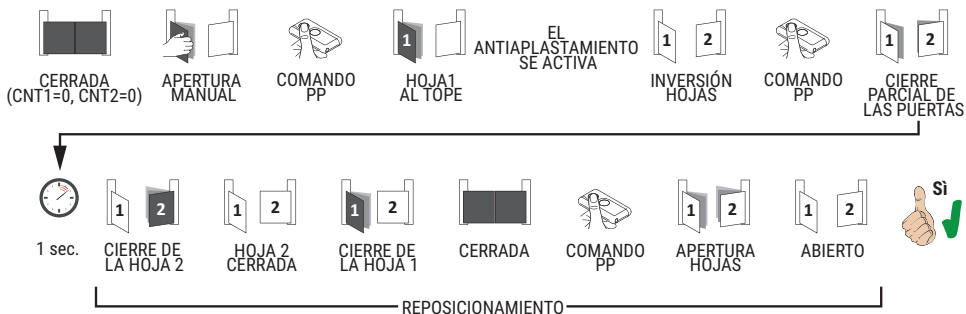 CERRADA
(CNT1=0, CNT2=0)
APERTURA
MANUAL
COMANDO
PP
1
HOJA1
AL TOPE
EL
ANTIAPLASTAMIENTO
SE ACTIVA
1 2
INVERSIÓN
HOJAS
COMANDO
PP
1 2
CIERRE
PARCIAL DE
LAS PUERTAS
1 sec.
1 2
CIERRE DE
LA HOJA 2
1 2
HOJA 2
CERRADA
1 2
CIERRE DE
LA HOJA 1
CERRADA
COMANDO
PP
1 2
APERTURA
HOJAS
1 2
ABIERTO
Sì
REPOSICIONAMIENTO